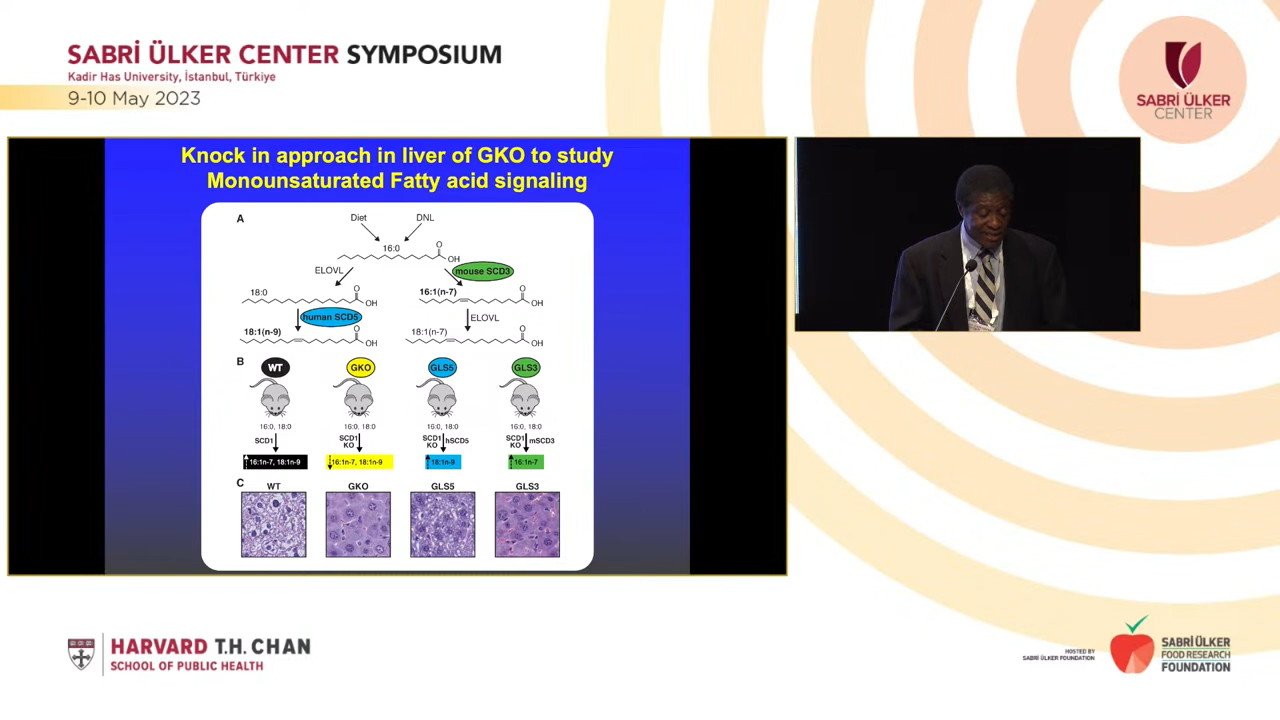 SABRİ ÜLKER CENTER SYMPOSIUM
Kadir Has University, İstanbul, Türkiye
9-10 May 2023
SABRİ ÜLKER
CENTER
Knock in approach in liver of GKO to study
Monounsaturated Fatty acid signaling
A
Diet
DNL
16:0
O
OH
ELOVL
mouse SCD3
18:0
O
OH
16:1(n-7)
O
OH
human SCD5
ELOVL
18:1(n-9)
O
OH
18:1(n-7)
O
OH
B
WT
GKO
GLS5
GLS3
16:0, 18:0
16:0, 18:0
16:0, 18:0
16:0, 18:0
SCD1
SCD1
KO
SCD1
KO
hSCD5
SCD1
KO
mSCD3
16:1n-7, 18:1n-9
16:1n-7, 18:1n-9
18:1n-9
16:1n-7
C
WT
GKO
GLS5
GLS3
HARVARD T.H. CHAN
SCHOOL OF PUBLIC HEALTH
HOSTED BY
SABRİ ÜLKER FOUNDATION
SABRİ ÜLKER
FOOD RESEARCH
FOUNDATION